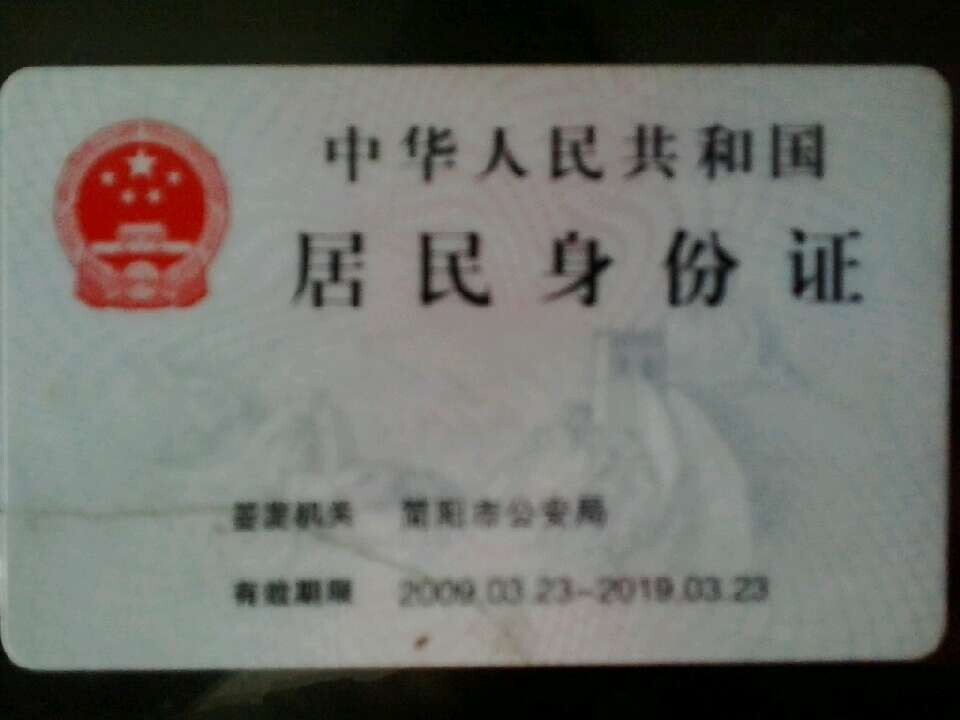 中华人民共和国
居民身份证
签发机关 简阳市公安局
有效期限 2009.03.23-2019.03.23